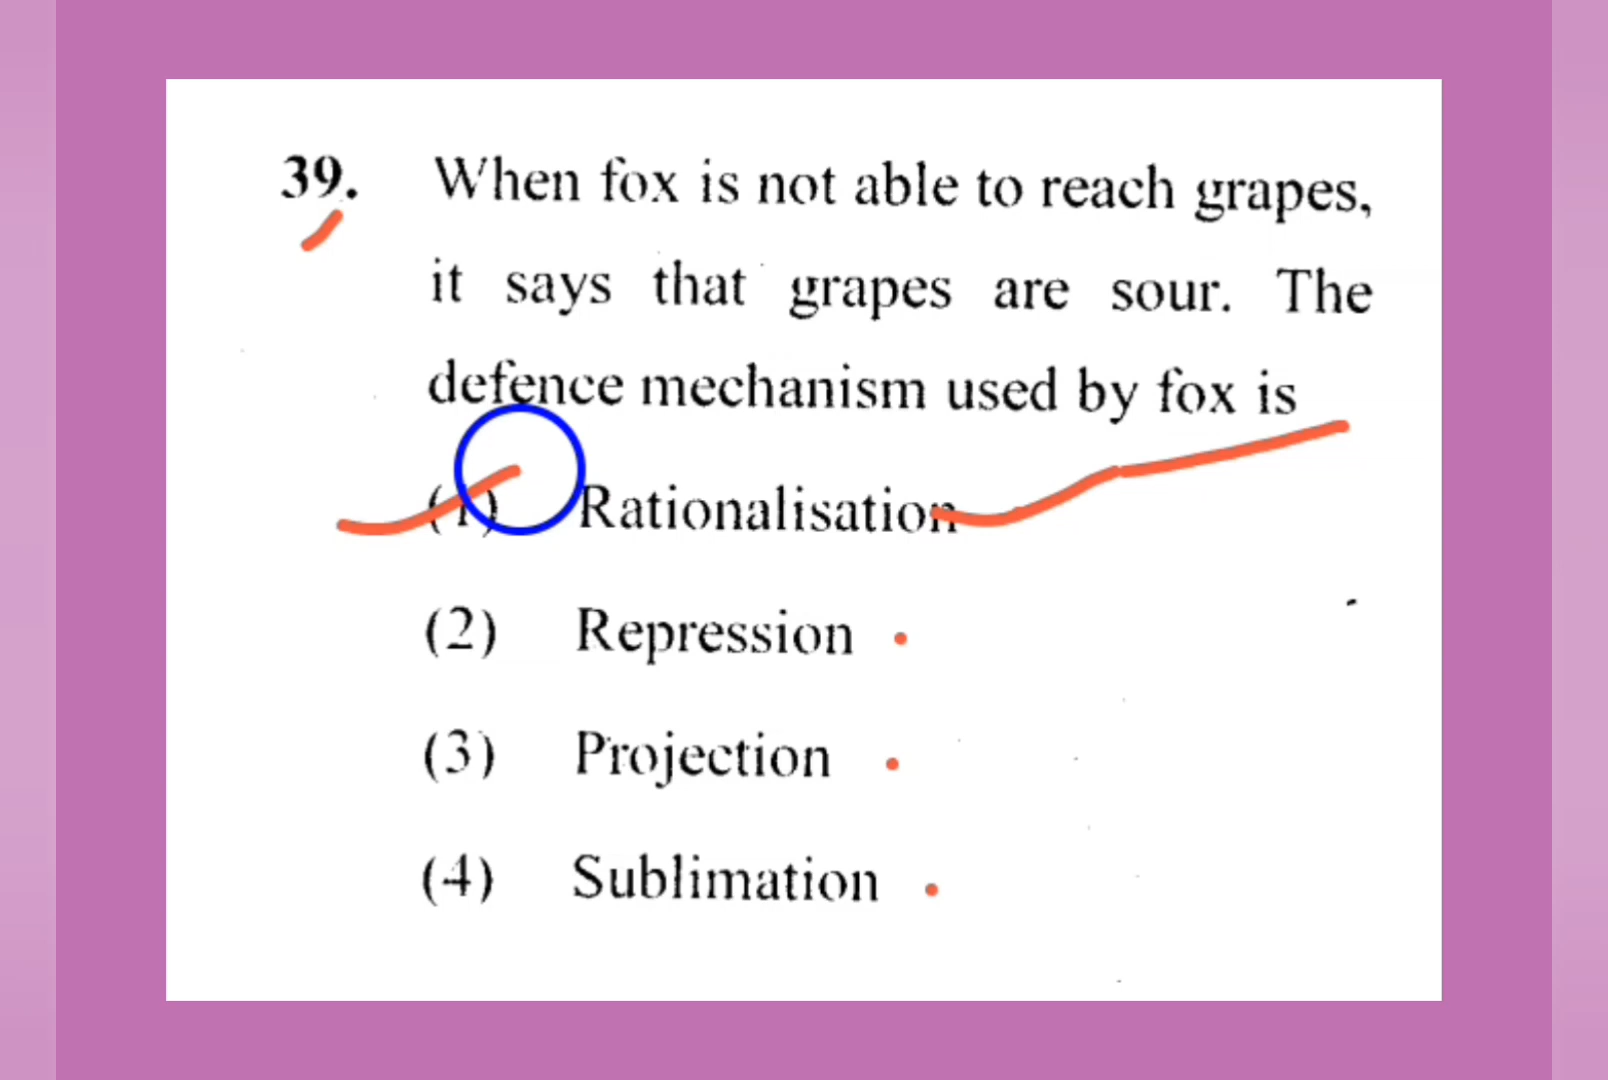 39. When fox is not able to reach grapes,
it says that grapes are sour. The
defence mechanism used by fox is
(1) Rationalisation
(2) Repression
(3) Projection
(4) Sublimation